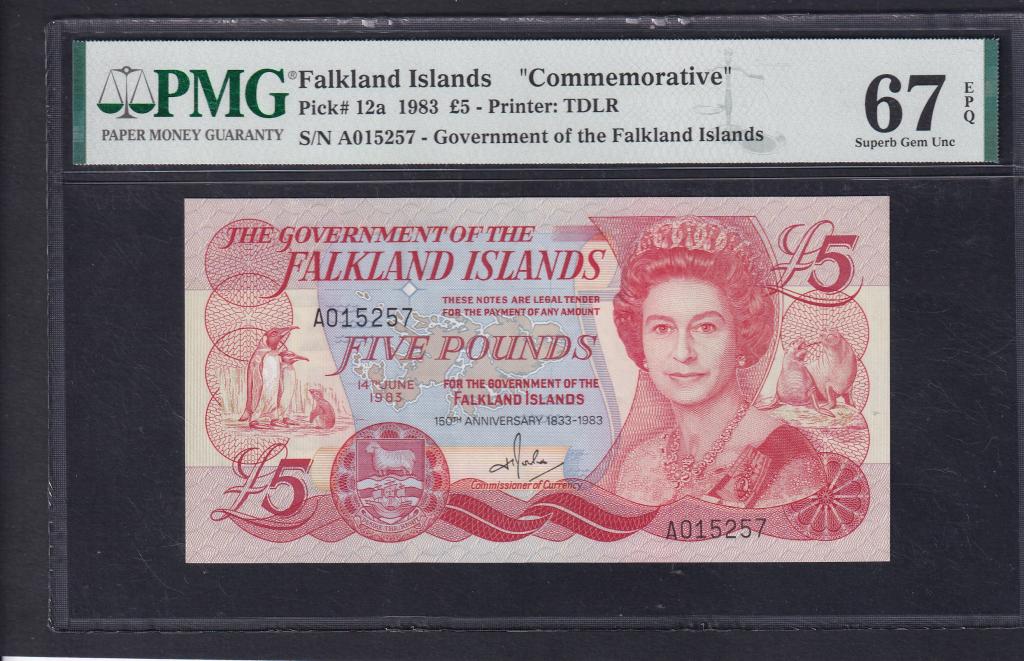 PMG®
PAPER MONEY GUARANTY
Falkland Islands "Commemorative"
Pick# 12a 1983 £5 - Printer: TDLR
S/N A015257 - Government of the Falkland Islands
67
EPQ
Superb Gem Unc
THE GOVERNMENT OF THE
FALKLAND ISLANDS
£5
THESE NOTES ARE LEGAL TENDER
FOR THE PAYMENT OF ANY AMOUNT
A015257
FIVE POUNDS
14TH JUNE
1983
FOR THE GOVERNMENT OF THE
FALKLAND ISLANDS
150TH ANNIVERSARY 1833-1983
Commissioner of Currency
£5
DESIRE THE RIGHT
A015257